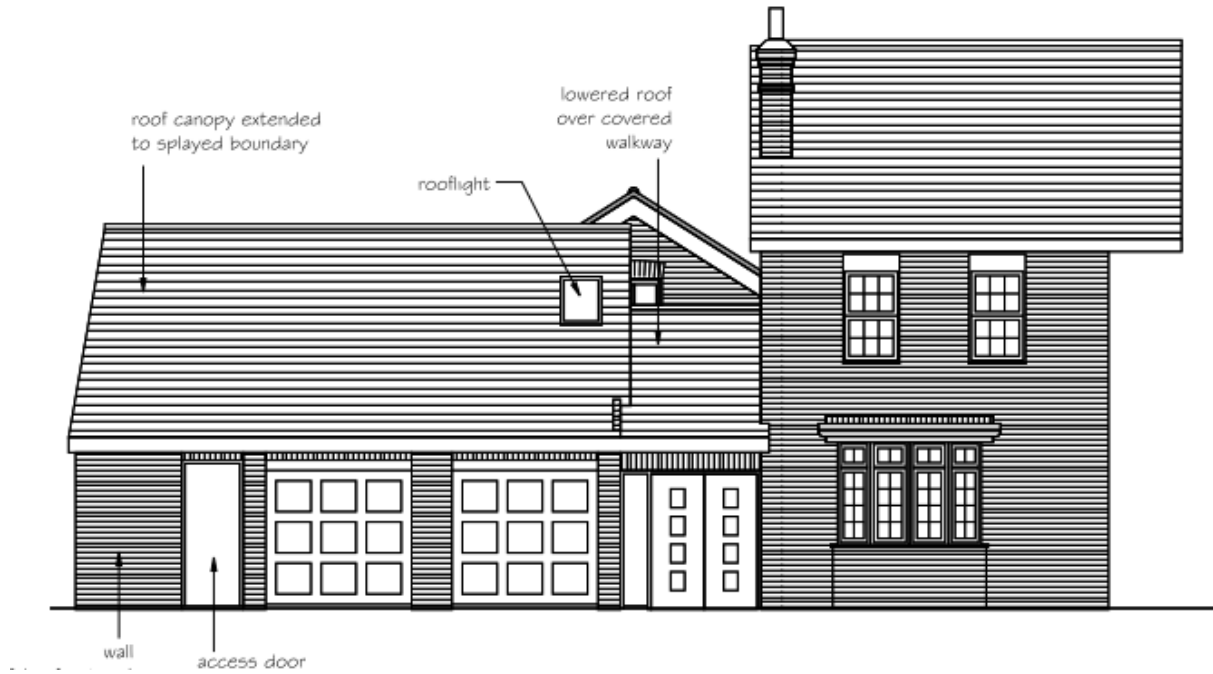 lowered roof
over covered
walkway
roof canopy extended
to splayed boundary
rooflight
wall
access door